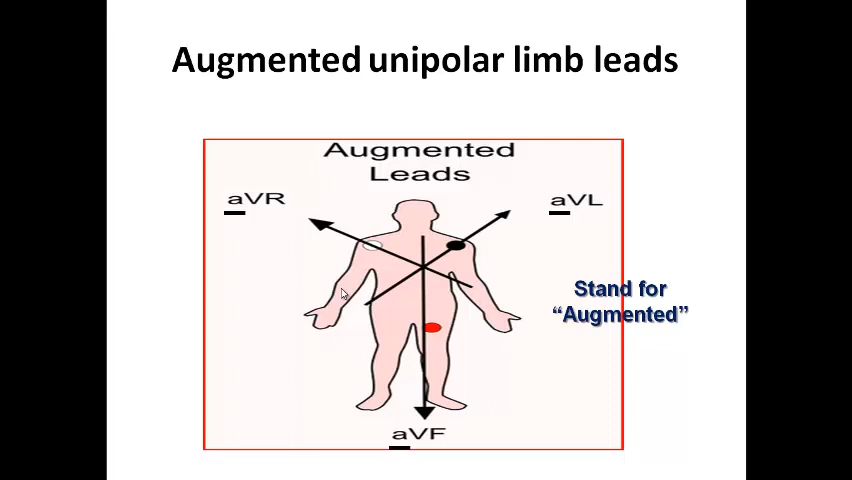 Augmented unipolar limb leads
Augmented
Leads
aVR
aVL
Stand for
“Augmented”
aVF